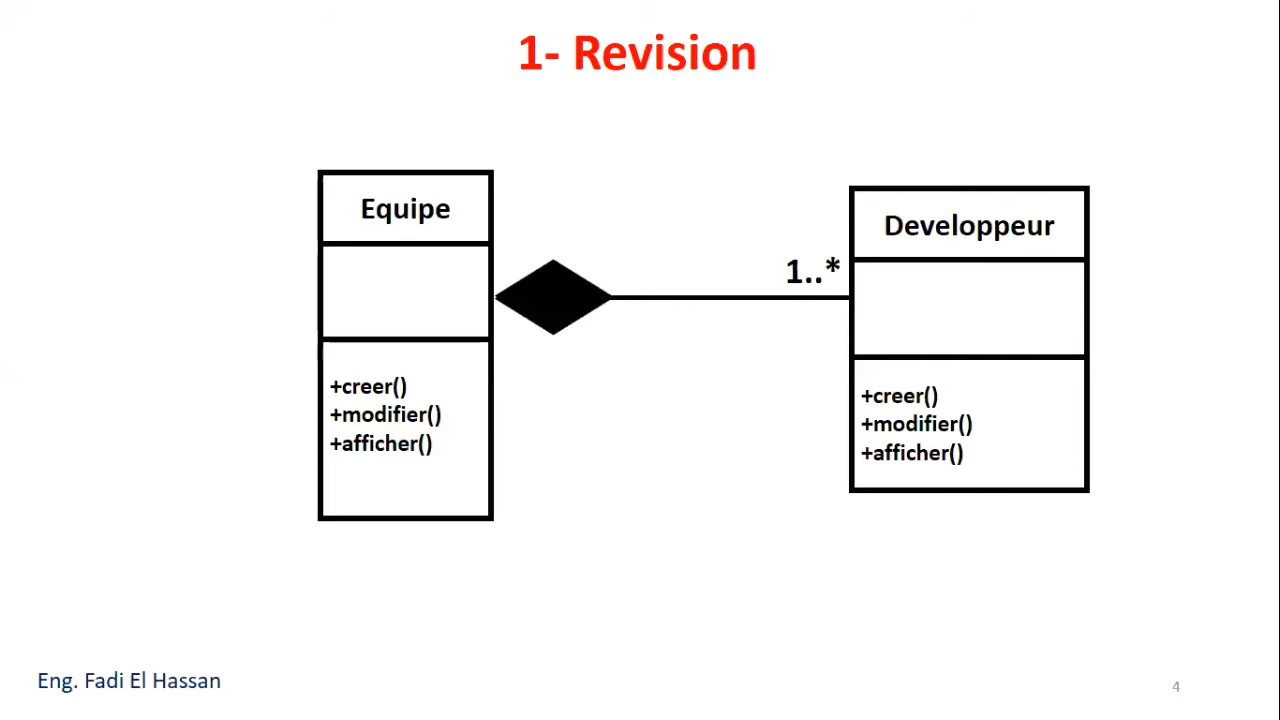 1- Revision
Equipe
+creer()
+modifier()
+afficher()
1..*
Developpeur
+creer()
+modifier()
+afficher()
Eng. Fadi El Hassan
4